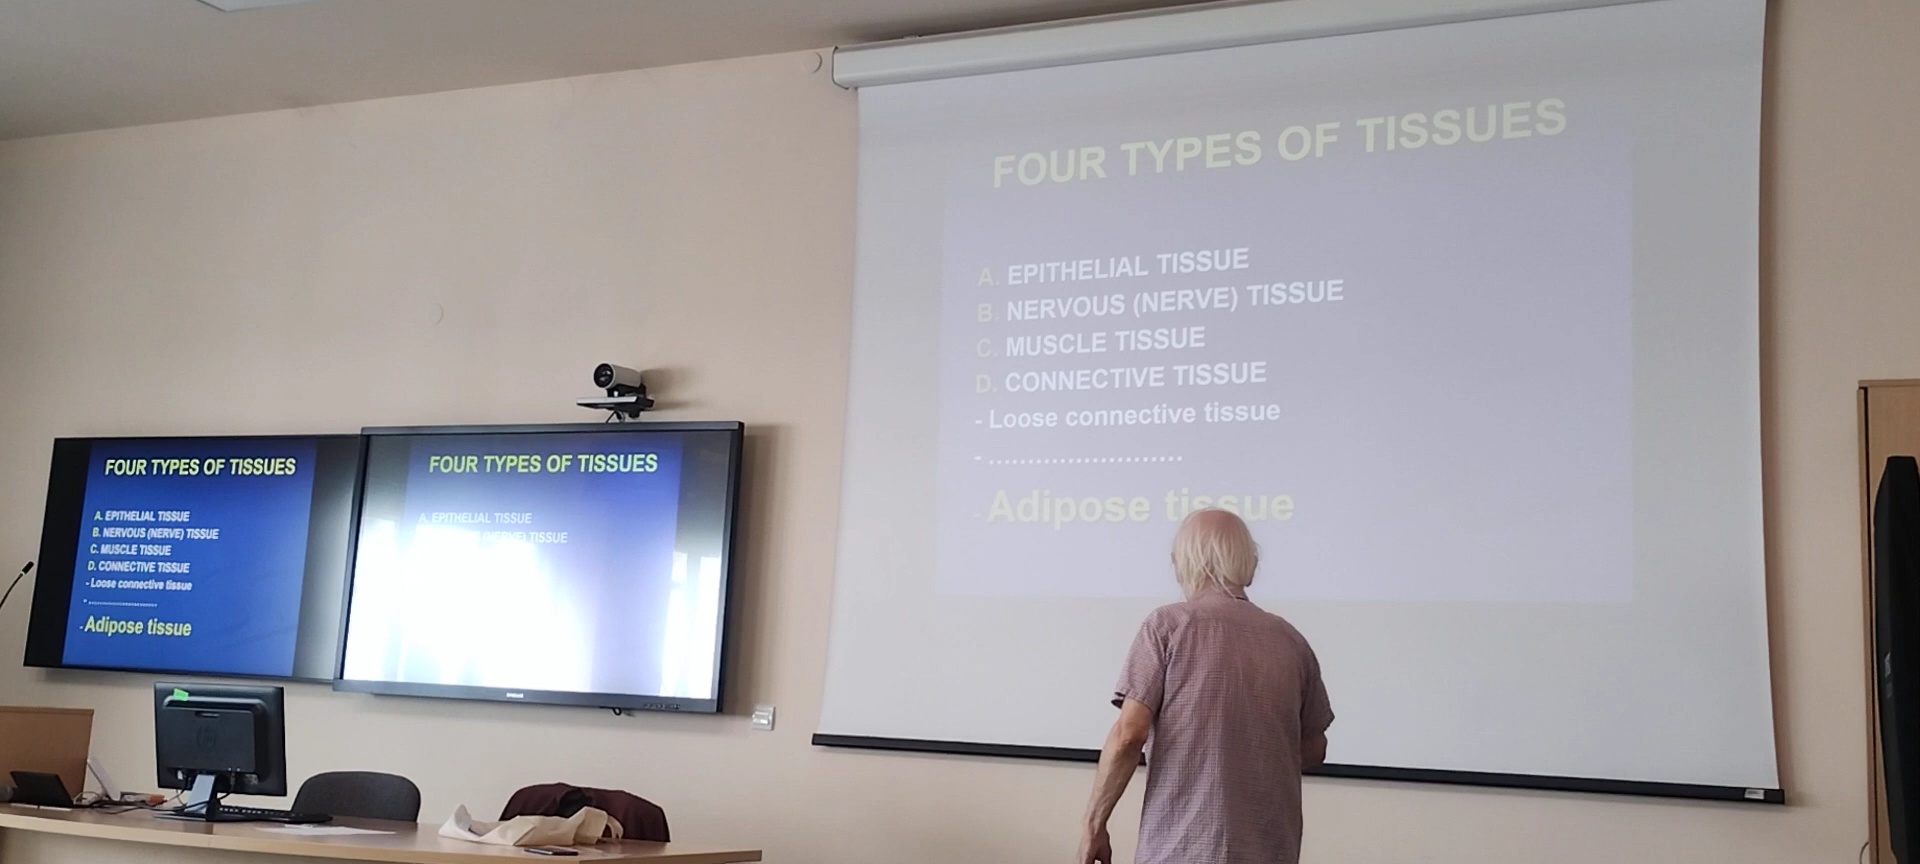 FOUR TYPES OF TISSUES
A. EPITHELIAL TISSUE
B. NERVOUS (NERVE) TISSUE
C. MUSCLE TISSUE
D. CONNECTIVE TISSUE
- Loose connective tissue
- ........................
- Adipose tissue
FOUR TYPES OF TISSUES
A. EPITHELIAL TISSUE
(NERVE) TISSUE
FOUR TYPES OF TISSUES
A. EPITHELIAL TISSUE
B. NERVOUS (NERVE) TISSUE
C. MUSCLE TISSUE
D. CONNECTIVE TISSUE
- Loose connective tissue
- ........................
- Adipose tissue